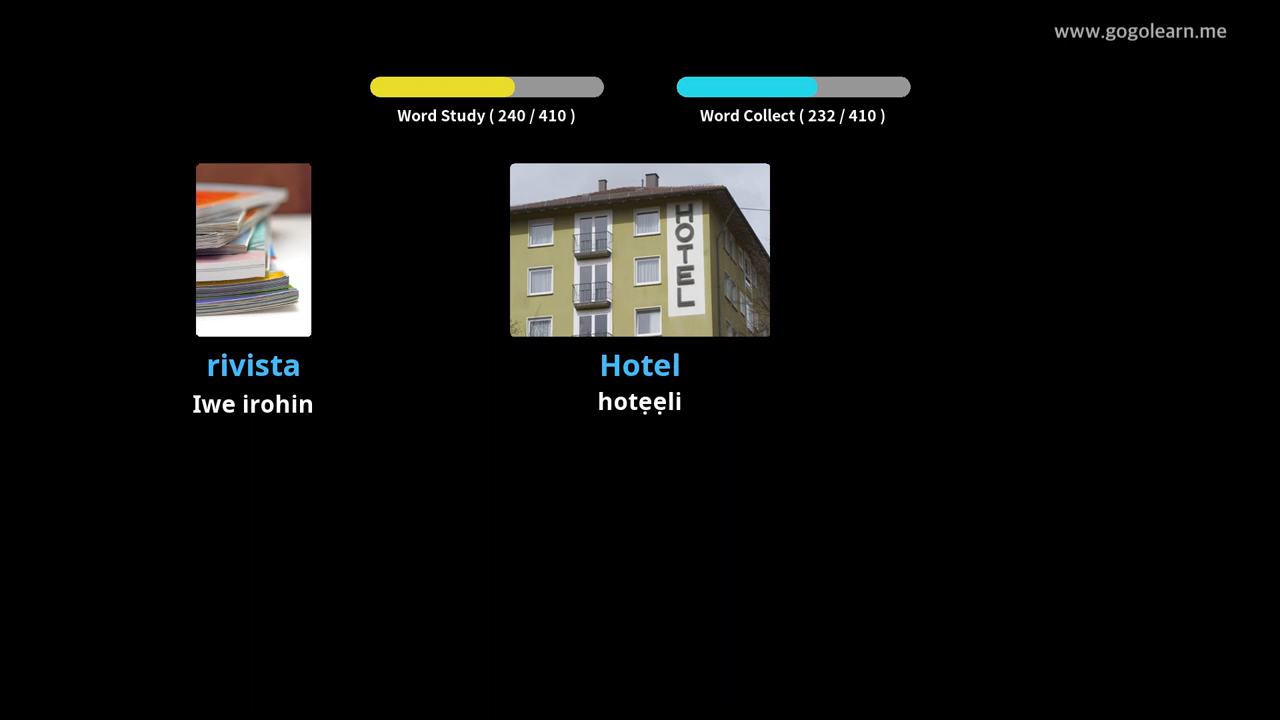 www.gogolearn.me
Word Study ( 240 / 410 )
Word Collect ( 232 / 410 )
HOTEL
rivista
Iwe irohin
Hotel
hotẹẹli